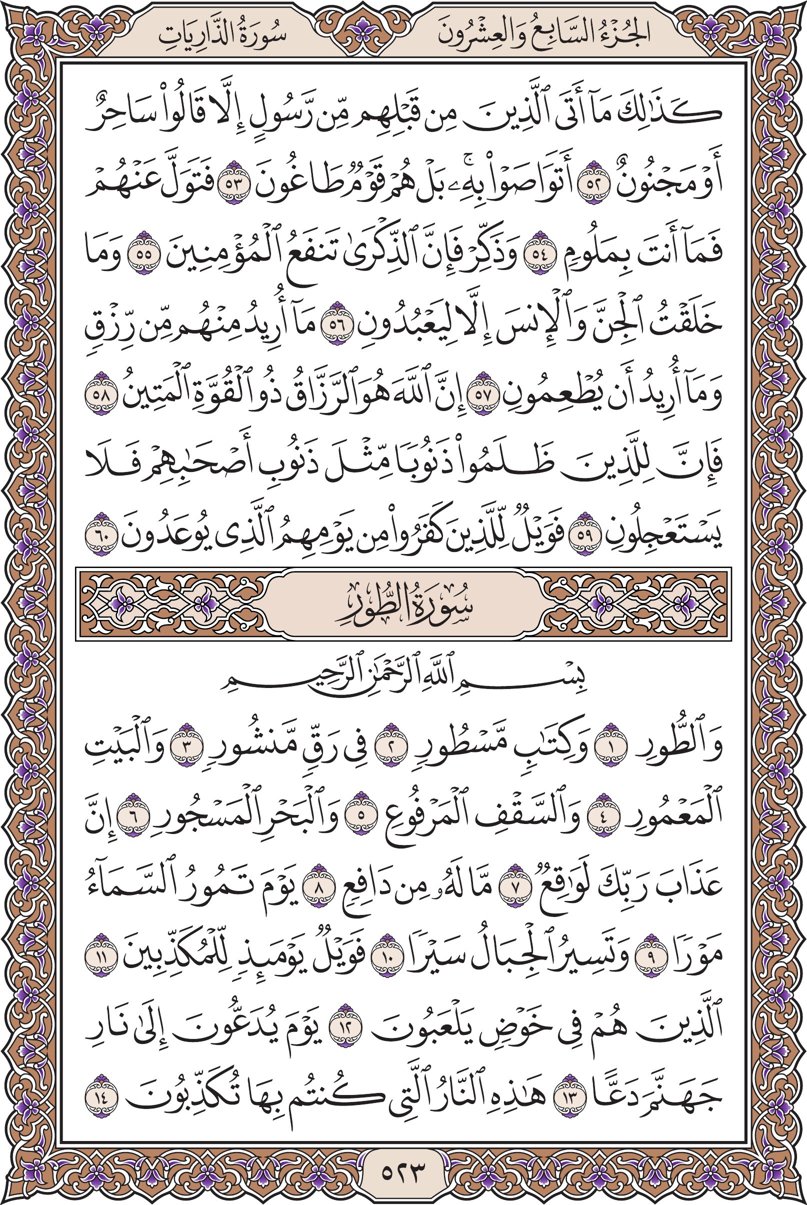 الجُزْءُ السَّابِعُ وَالعِشْرُونَ
سُورَةُ الذَّارِيَاتِ
كَذَٰلِكَ مَآ أَتَى ٱلَّذِينَ مِن قَبْلِهِم مِّن رَّسُولٍ إِلَّا قَالُوا۟ سَاحِرٌ
أَوْ مَجْنُونٌ ٥٢ أَتَوَاصَوْا۟ بِهِۦۚ بَلْ هُمْ قَوْمٌ طَاغُونَ ٥٣ فَتَوَلَّ عَنْهُمْ
فَمَآ أَنتَ بِمَلُومٍ ٥٤ وَذَكِّرْ فَإِنَّ ٱلذِّكْرَىٰ تَنفَعُ ٱلْمُؤْمِنِينَ ٥٥ وَمَا
خَلَقْتُ ٱلْجِنَّ وَٱلْإِنسَ إِلَّا لِيَعْبُدُونِ ٥٦ مَآ أُرِيدُ مِنْهُم مِّن رِّزْقٍ
وَمَآ أُرِيدُ أَن يُطْعِمُونِ ٥٧ إِنَّ ٱللَّهَ هُوَ ٱلرَّزَّاقُ ذُو ٱلْقُوَّةِ ٱلْمَتِينُ ٥٨
فَإِنَّ لِلَّذِينَ ظَلَمُوا۟ ذَنُوبًا مِّثْلَ ذَنُوبِ أَصْحَـٰبِهِمْ فَلَا
يَسْتَعْجِلُونِ ٥٩ فَوَيْلٌ لِّلَّذِينَ كَفَرُوا۟ مِن يَوْمِهِمُ ٱلَّذِى يُوعَدُونَ ٦٠
سُورَةُ الطُّورِ
بِسْمِ ٱللَّهِ ٱلرَّحْمَـٰنِ ٱلرَّحِيمِ
وَٱلطُّورِ ١ وَكِتَـٰبٍ مَّسْطُورٍ ٢ فِى رَقٍّ مَّنشُورٍ ٣ وَٱلْبَيْتِ
ٱلْمَعْمُورِ ٤ وَٱلسَّقْفِ ٱلْمَرْفُوعِ ٥ وَٱلْبَحْرِ ٱلْمَسْجُورِ ٦ إِنَّ
عَذَابَ رَبِّكَ لَوَٰقِعٌ ٧ مَّا لَهُۥ مِن دَافِعٍ ٨ يَوْمَ تَمُورُ ٱلسَّمَآءُ
مَوْرًا ٩ وَتَسِيرُ ٱلْجِبَالُ سَيْرًا ١٠ فَوَيْلٌ يَوْمَئِذٍ لِّلْمُكَذِّبِينَ ١١
ٱلَّذِينَ هُمْ فِى خَوْضٍ يَلْعَبُونَ ١٢ يَوْمَ يُدَعُّونَ إِلَىٰ نَارِ
جَهَنَّمَ دَعًّا ١٣ هَـٰذِهِ ٱلنَّارُ ٱلَّتِى كُنتُم بِهَا تُكَذِّبُونَ ١٤
٥٢٣